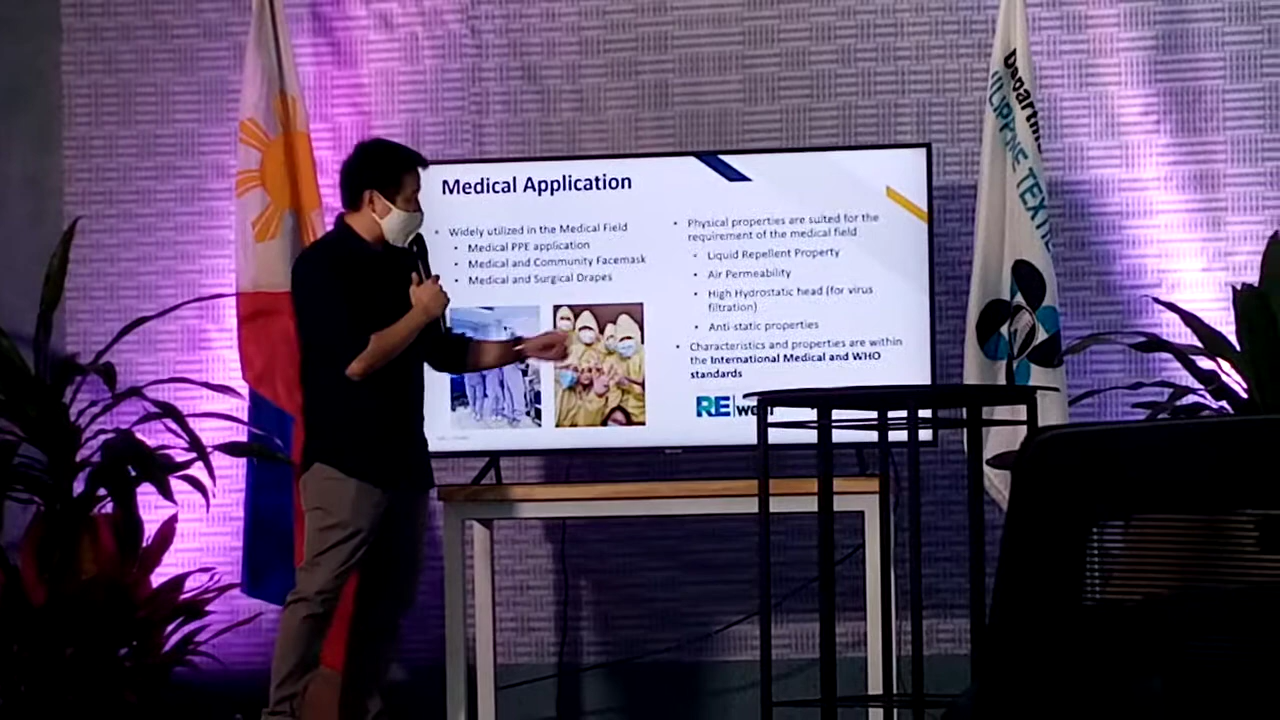 Medical Application
• Widely utilized in the Medical Field
• Medical PPE application
• Medical and Community Facemask
• Medical and Surgical Drapes
• Physical properties are suited for the
requirement of the medical field
• Liquid Repellent Property
• Air Permeability
• High Hydrostatic head (for virus
filtration)
• Anti-static properties
• Characteristics and properties are within
the International Medical and WHO
standards
RE
Departm
ILIPPINE TEXTI